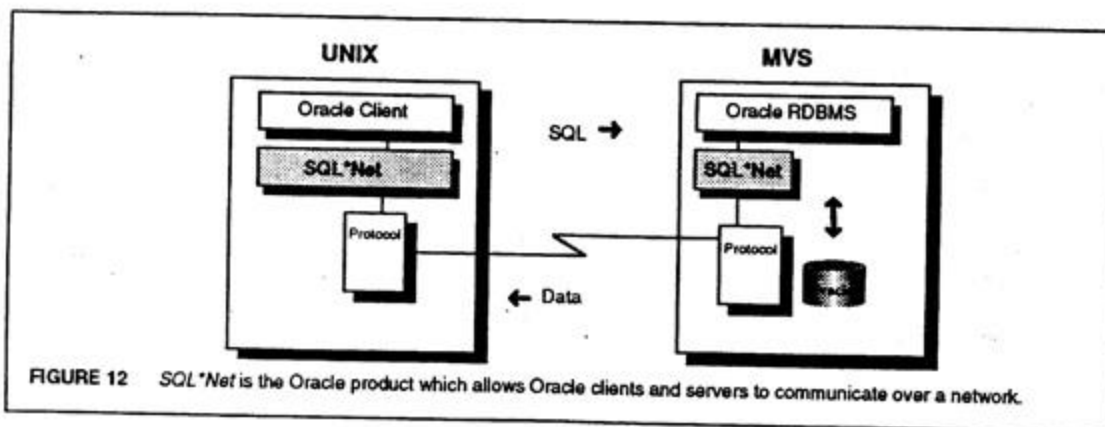 UNIX
MVS
Oracle Client
Oracle RDBMS
SQL →
SQL*Net
SQL*Net
Protocol
Protocol
← Data
FIGURE 12 SQL*Net is the Oracle product which allows Oracle clients and servers to communicate over a network.